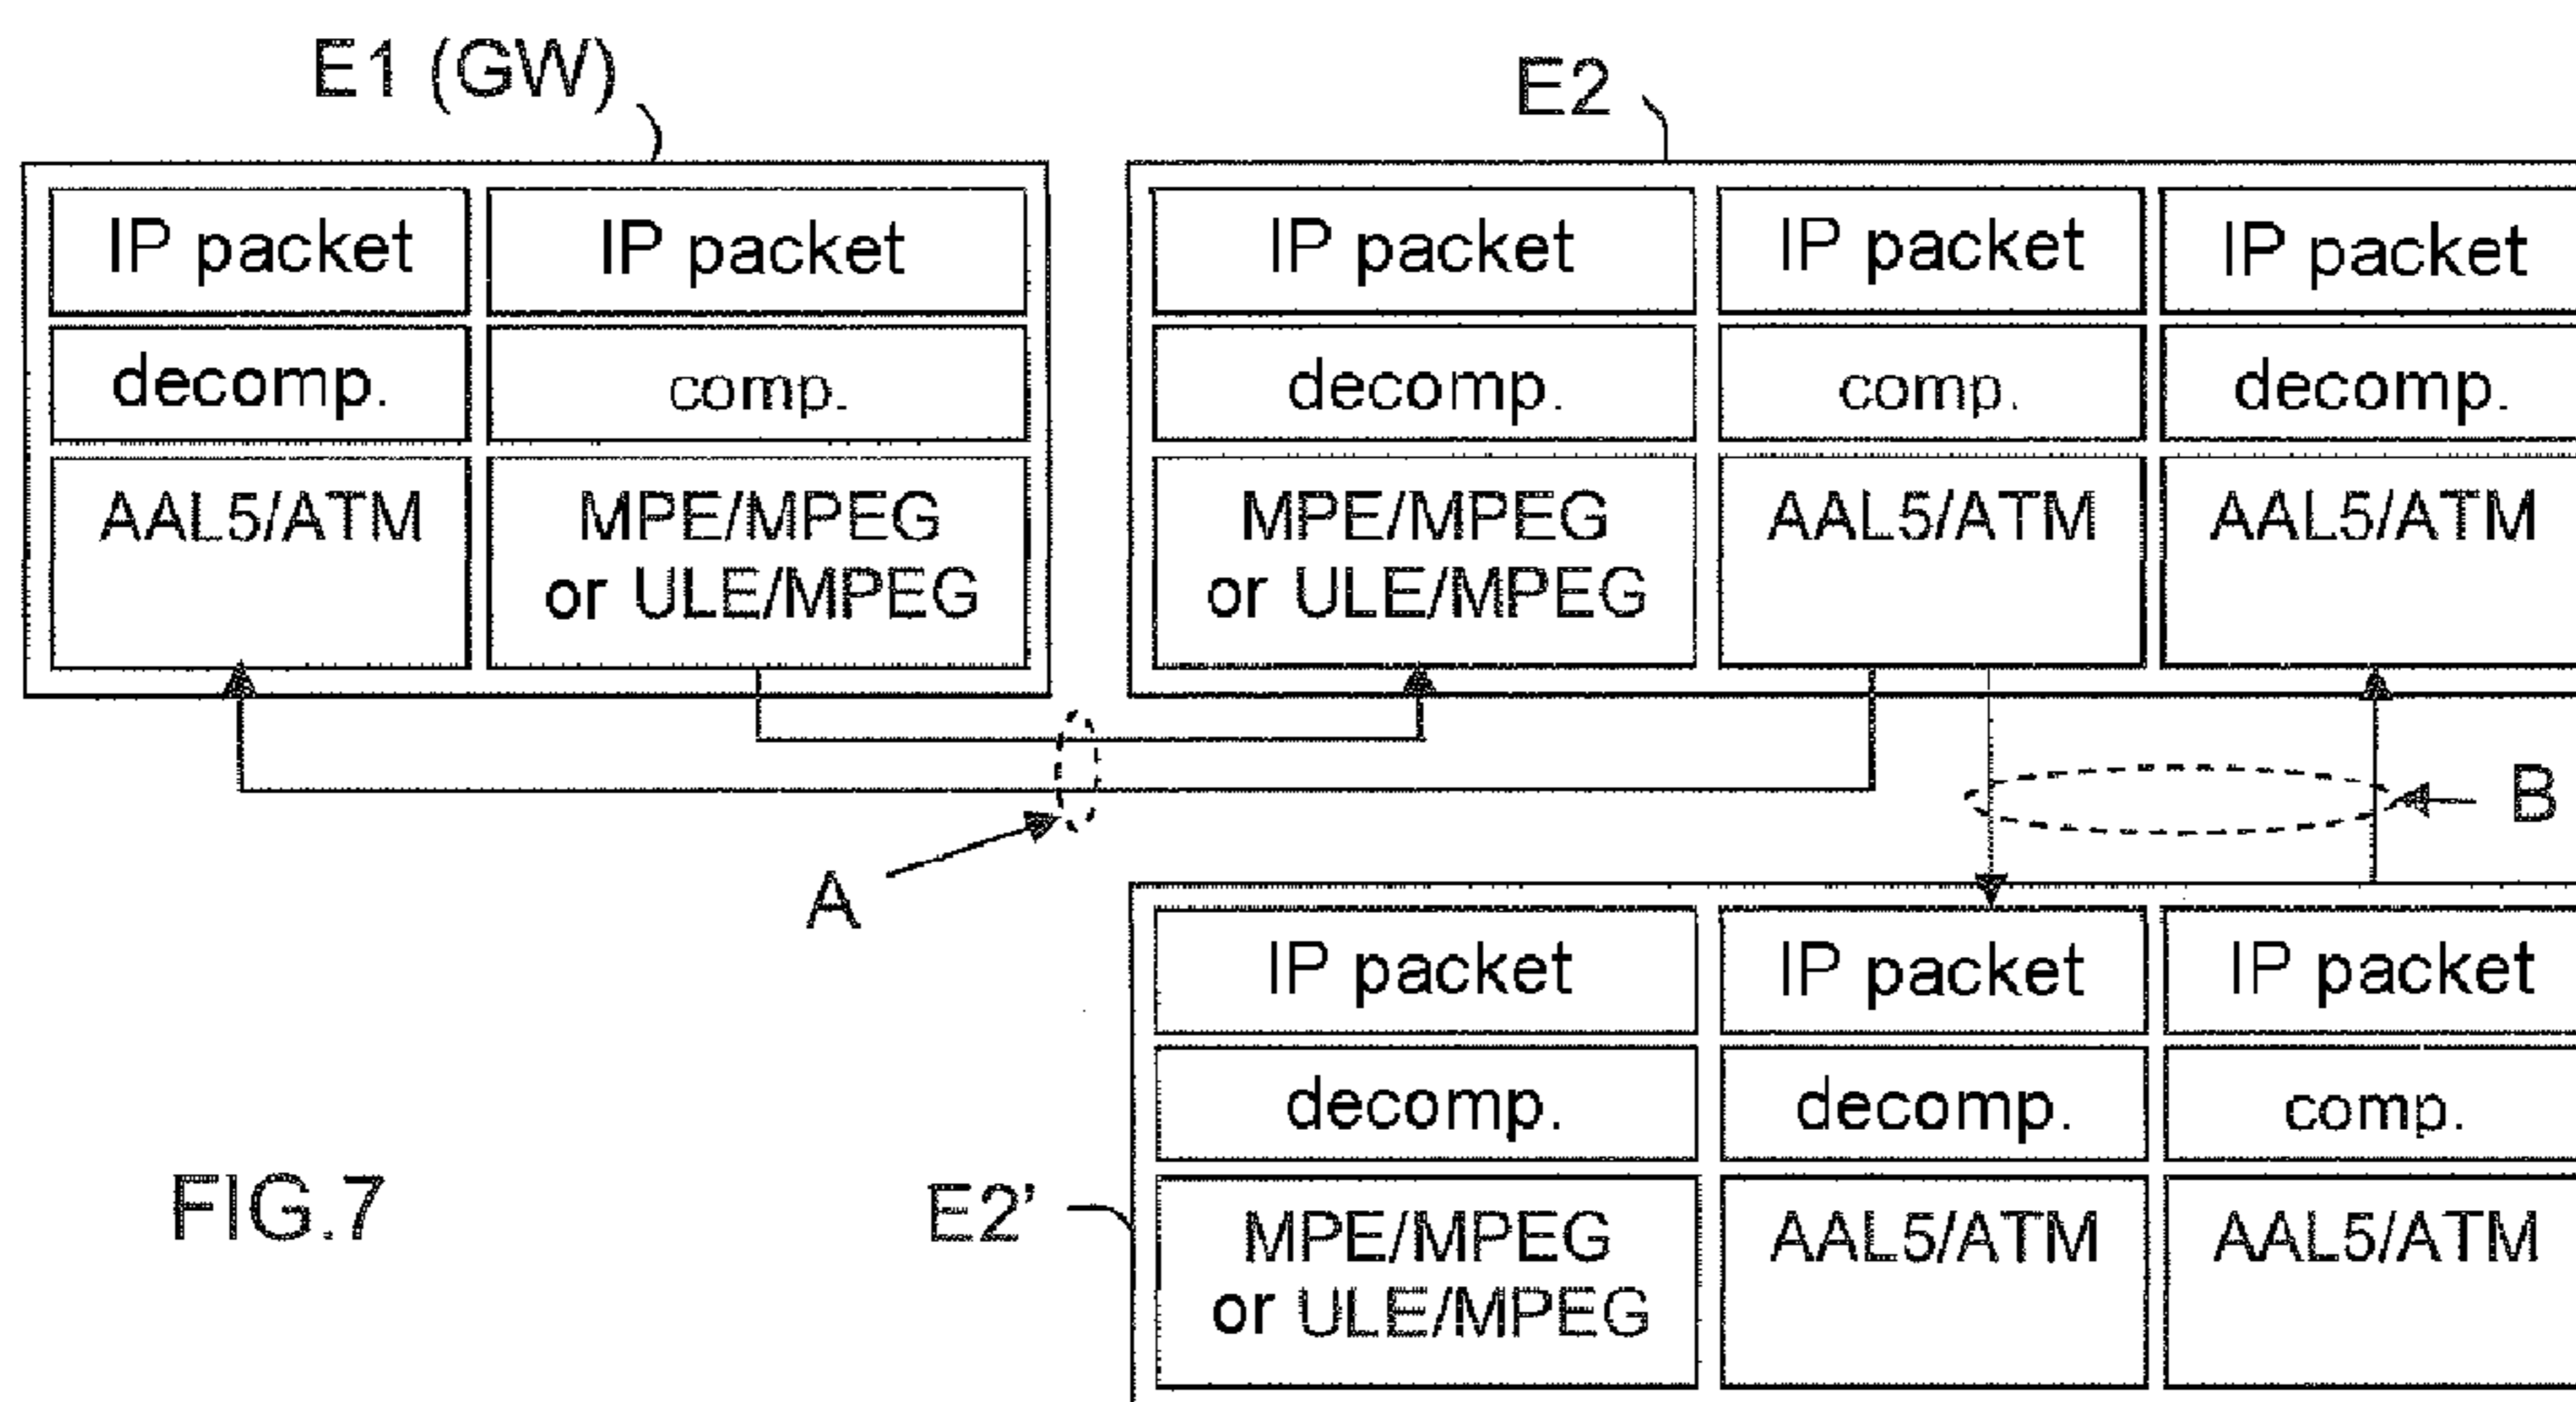 E1 (GW)
E2
IP packet
IP packet
IP packet
IP packet
IP packet
decomp.
comp.
decomp.
comp.
decomp.
AAL5/ATM
MPE/MPEG
or ULE/MPEG
MPE/MPEG
or ULE/MPEG
AAL5/ATM
AAL5/ATM
A
B
IP packet
IP packet
IP packet
decomp.
decomp.
comp.
FIG.7
E2’
MPE/MPEG
or ULE/MPEG
AAL5/ATM
AAL5/ATM